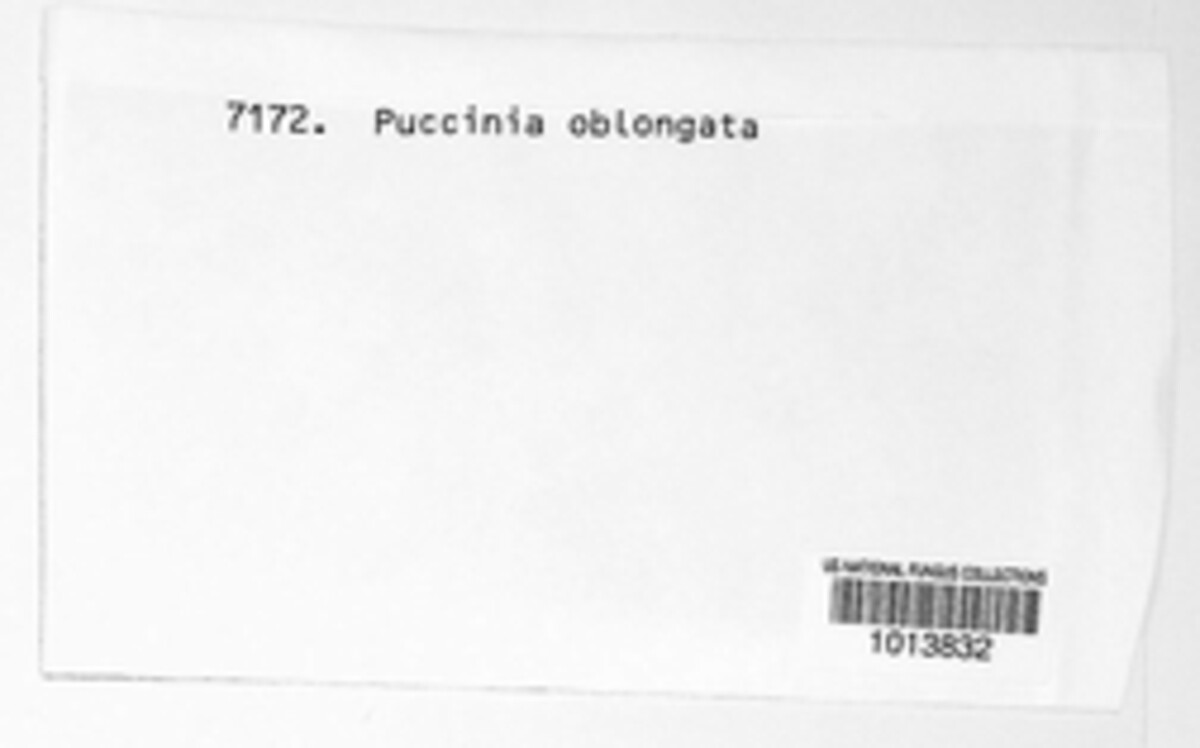 7172. Puccinia oblongata
US NATIONAL FUNGUS COLLECTIONS
1013832